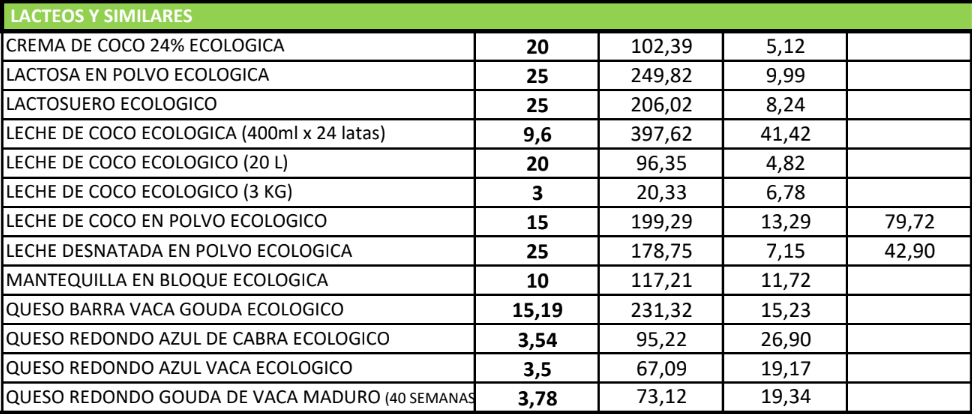 LACTEOS Y SIMILARES
CREMA DE COCO 24% ECOLOGICA 20 102,39 5,12
LACTOSA EN POLVO ECOLOGICA 25 249,82 9,99
LACTOSUERO ECOLOGICO 25 206,02 8,24
LECHE DE COCO ECOLOGICA (400ml x 24 latas) 9,6 397,62 41,42
LECHE DE COCO ECOLOGICO (20 L) 20 96,35 4,82
LECHE DE COCO ECOLOGICO (3 KG) 3 20,33 6,78
LECHE DE COCO EN POLVO ECOLOGICO 15 199,29 13,29 79,72
LECHE DESNATADA EN POLVO ECOLOGICA 25 178,75 7,15 42,90
MANTEQUILLA EN BLOQUE ECOLOGICA 10 117,21 11,72
QUESO BARRA VACA GOUDA ECOLOGICO 15,19 231,32 15,23
QUESO REDONDO AZUL DE CABRA ECOLOGICO 3,54 95,22 26,90
QUESO REDONDO AZUL VACA ECOLOGICO 3,5 67,09 19,17
QUESO REDONDO GOUDA DE VACA MADURO (40 SEMANAS 3,78 73,12 19,34